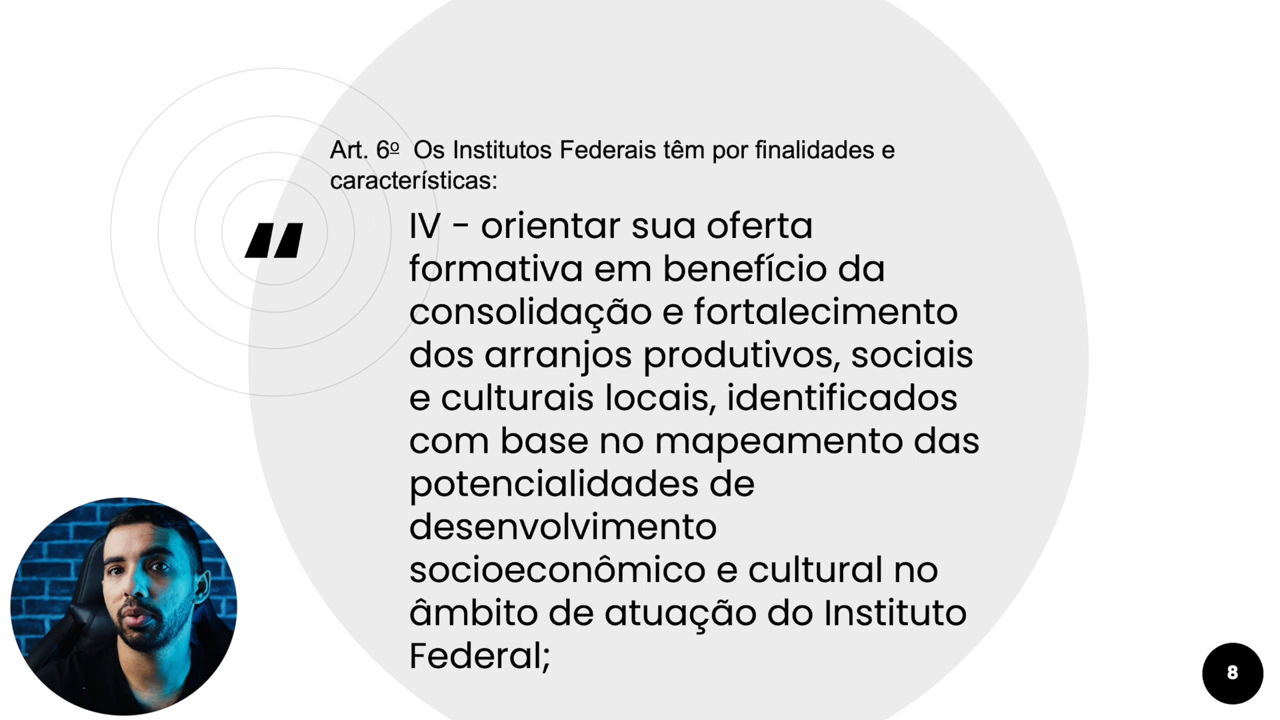 Art. 6º  Os Institutos Federais têm por finalidades e
características:
“
IV - orientar sua oferta
formativa em benefício da
consolidação e fortalecimento
dos arranjos produtivos, sociais
e culturais locais, identificados
com base no mapeamento das
potencialidades de
desenvolvimento
socioeconômico e cultural no
âmbito de atuação do Instituto
Federal;
8